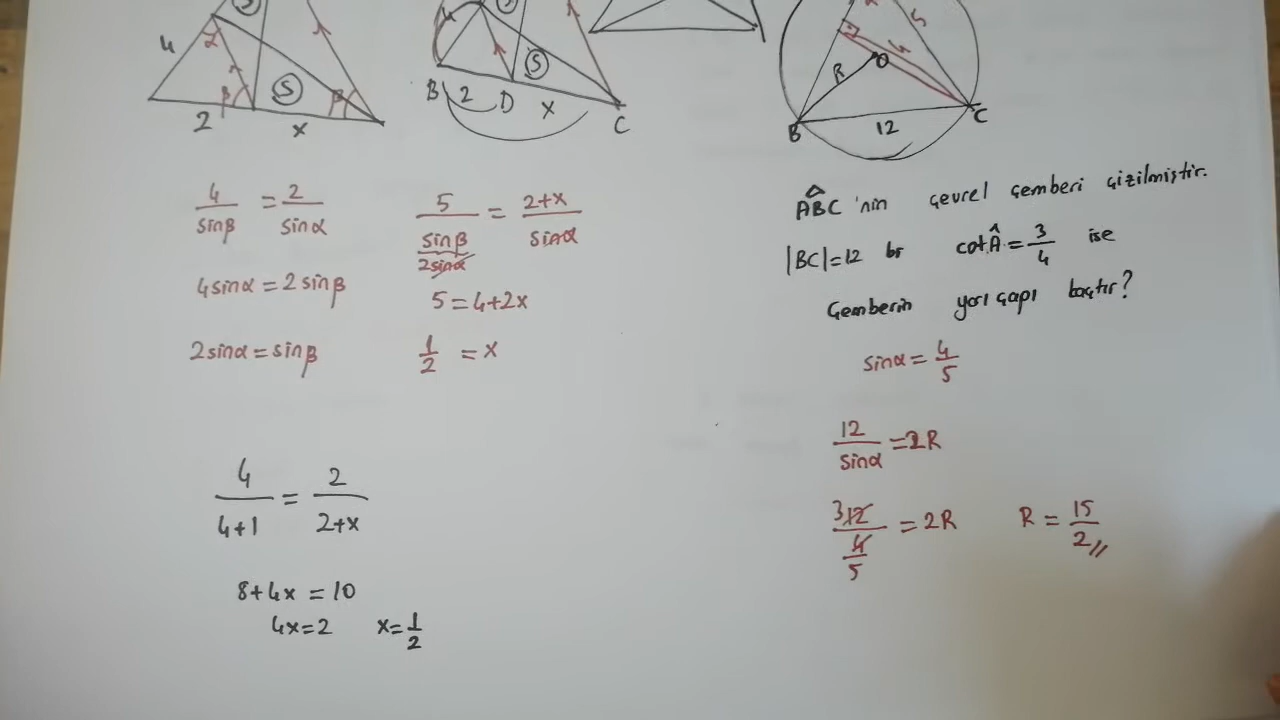 4 α S S
β β
2 x
4 S
B 2 D x C
5 4
R O
B 12 C
4/sinβ = 2/sinα
4sinα = 2sinβ
2sinα = sinβ
5/sinβ = 2+x/sinα
2sinα
5 = 4+2x
1/2 = x
4/4+1 = 2/2+x
8+4x = 10
4x = 2 x = 1/2
ABC 'nin çevrel çemberi çizilmiştir.
|BC|=12 br cotÂ = 3/4 ise
Çemberin yarıçapı kaçtır?
sinα = 4/5
12/sinα = 2R
3 12/4/5 = 2R R = 15/2 //